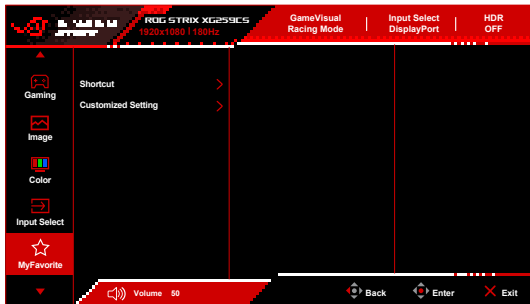 ROG STRIX XG259CS
1920x1080 | 180Hz
GameVisual
Racing Mode
Input Select
DisplayPort
HDR
OFF
Gaming
Image
Color
Input Select
MyFavorite
Shortcut
Customized Setting
Volume 50
Back
Enter
Exit